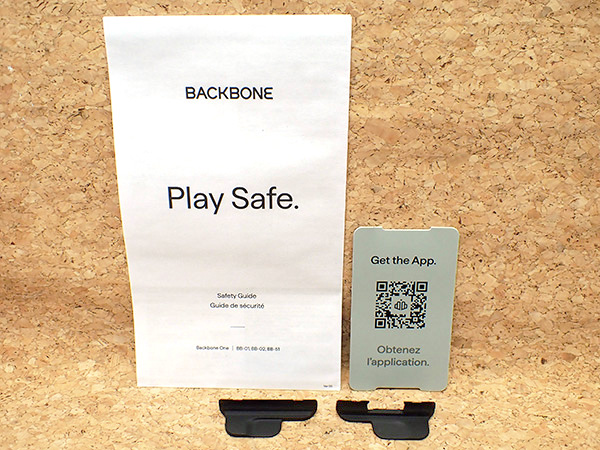 BACKBONE
Play Safe.
Safety Guide
Guide de sécurité
Backbone One | BB-01, BB-02, BB-51
Get the App.
Obtenez
l'application.